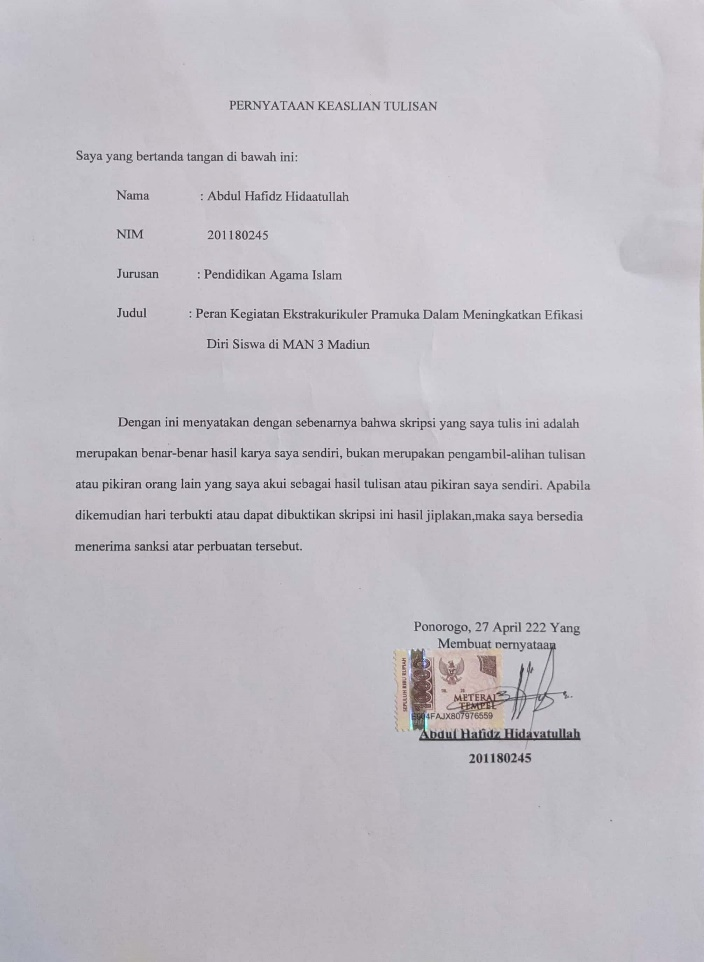 PERNYATAAN KEASLIAN TULISAN
Saya yang bertanda tangan di bawah ini:
Nama : Abdul Hafidz Hidaatullah
NIM 201180245
Jurusan : Pendidikan Agama Islam
Judul : Peran Kegiatan Ekstrakurikuler Pramuka Dalam Meningkatkan Efikasi
Diri Siswa di MAN 3 Madiun
Dengan ini menyatakan dengan sebenarnya bahwa skripsi yang saya tulis ini adalah
merupakan benar-benar hasil karya saya sendiri, bukan merupakan pengambil-alihan tulisan
atau pikiran orang lain yang saya akui sebagai hasil tulisan atau pikiran saya sendiri. Apabila
dikemudian hari terbukti atau dapat dibuktikan skripsi ini hasil jiplakan,maka saya bersedia
menerima sanksi atar perbuatan tersebut.
Ponorogo, 27 April 222 Yang
Membuat pernyataan
SEPULUH RIBU RUPIAH
10000
METERAI
TEMPEL
FAJX807976559
Abdul Hafidz Hidayatullah
201180245